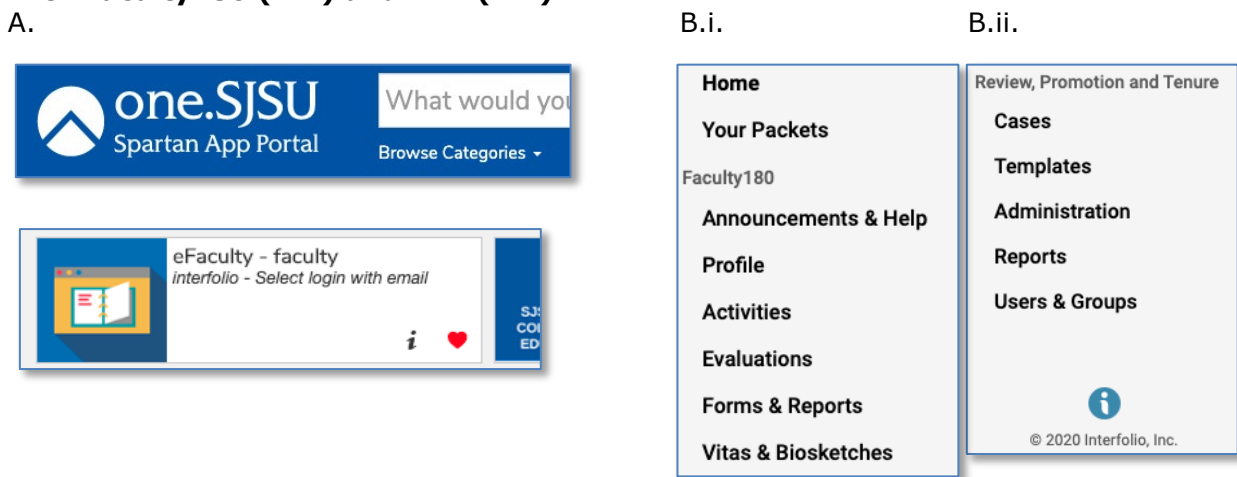 A.
B.i.
B.ii.
one.SJSU
Spartan App Portal
What would you
Browse Categories
eFaculty - faculty
interfolio - Select login with email
i
Home
Your Packets
Faculty180
Announcements & Help
Profile
Activities
Evaluations
Forms & Reports
Vitas & Biosketches
Review, Promotion and Tenure
Cases
Templates
Administration
Reports
Users & Groups
i
© 2020 Interfolio, Inc.